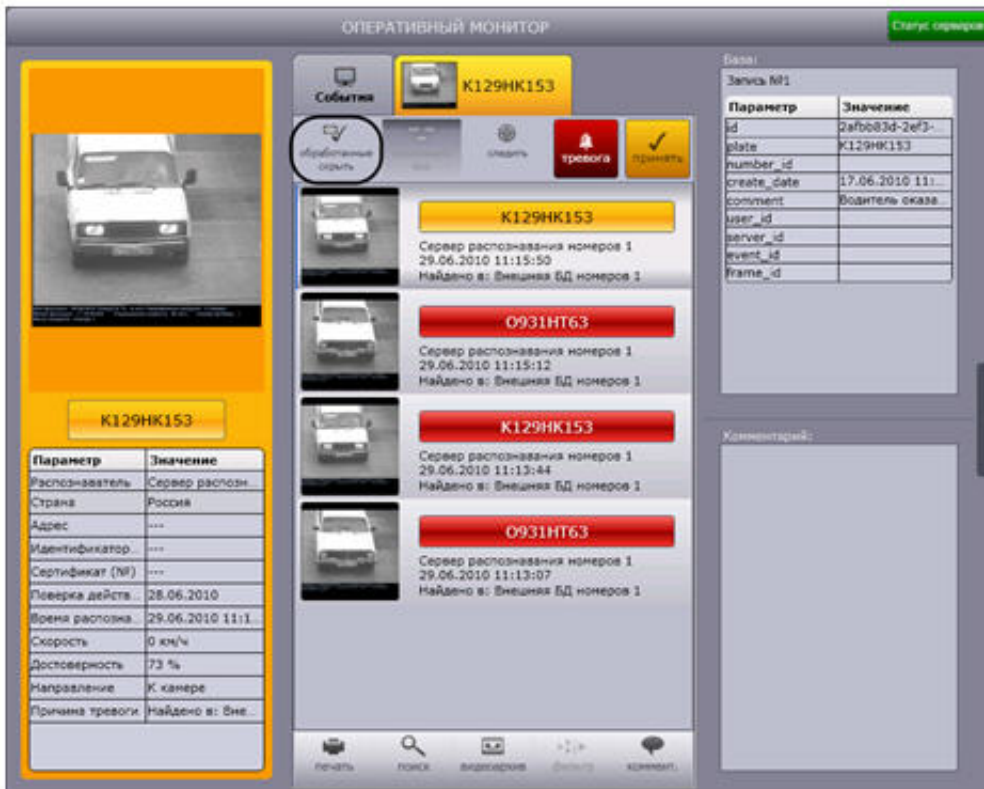 ОПЕРАТИВНЫЙ МОНИТОР
Статус серверов
К129НК153
Параметр Значение
Распознаватель Сервер распозн...
Страна Россия
Адрес ---
Идентификатор... ---
Сертификат (№) ---
Поверка действ... 28.06.2010
Время распозна... 29.06.2010 11:1...
Скорость 0 км/ч
Достоверность 73 %
Направление К камере
Причина тревоги Найдено в: Вне...
События
К129НК153
обработанные
скрыть
следить
тревога
принять
К129НК153
Сервер распознавания номеров 1
29.06.2010 11:15:50
Найдено в: Внешняя БД номеров 1
О931НТ63
Сервер распознавания номеров 1
29.06.2010 11:15:12
Найдено в: Внешняя БД номеров 1
К129НК153
Сервер распознавания номеров 1
29.06.2010 11:13:44
Найдено в: Внешняя БД номеров 1
О931НТ63
Сервер распознавания номеров 1
29.06.2010 11:13:07
Найдено в: Внешняя БД номеров 1
печать
поиск
видеоархив
фильтр
коммент.
База:
Запись №1
Параметр Значение
id 2afbb83d-2ef3-...
plate К129НК153
number_id
create_date 17.06.2010 11:...
comment Водитель оказа...
user_id
server_id
event_id
frame_id
Комментарий: